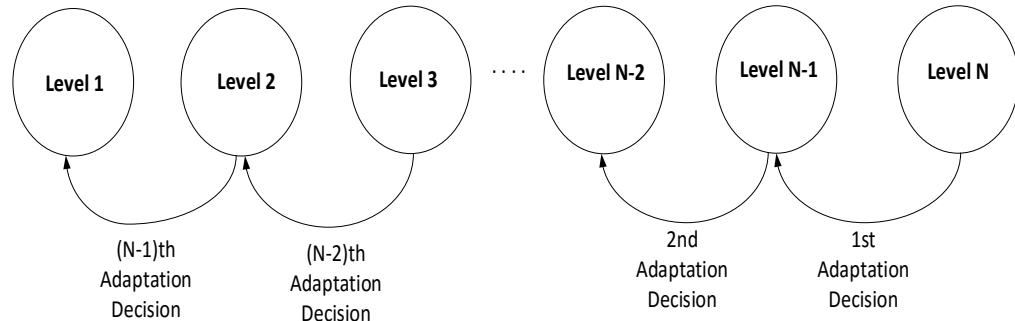 Level 1
Level 2
Level 3
....
Level N-2
Level N-1
Level N
(N-1)th
Adaptation
Decision
(N-2)th
Adaptation
Decision
2nd
Adaptation
Decision
1st
Adaptation
Decision